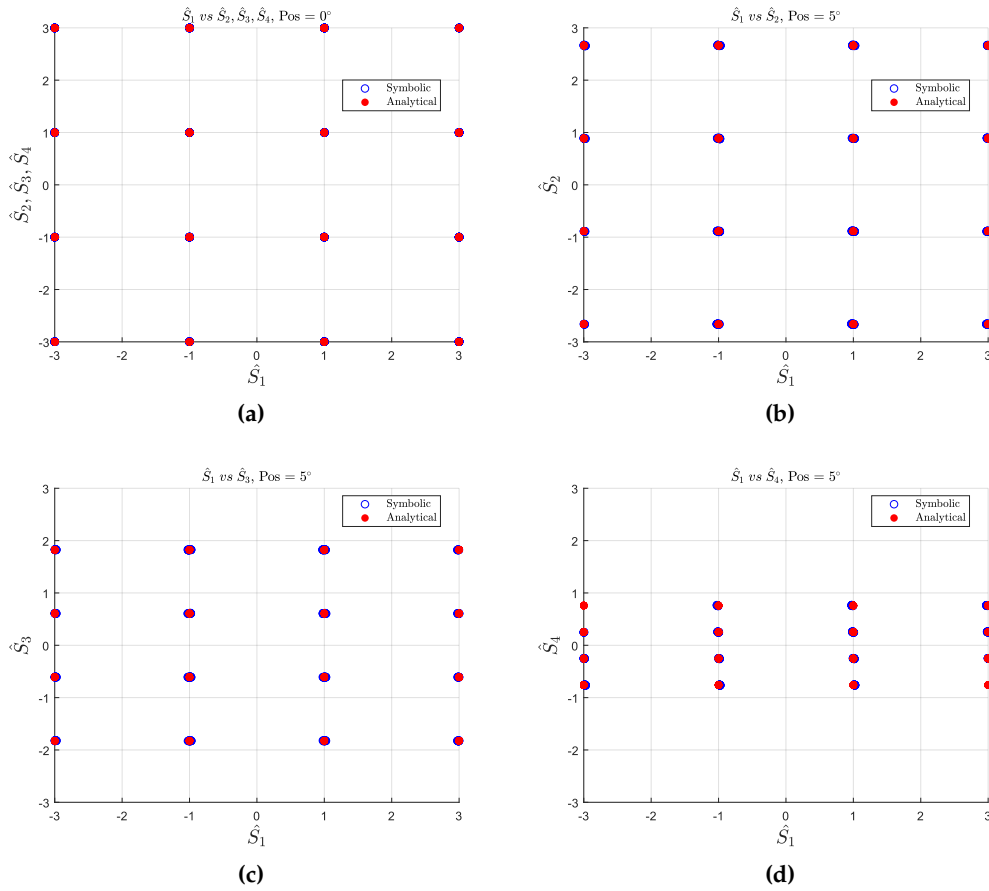 Ŝ₁ vs Ŝ₂, Ŝ₃, Ŝ₄, Pos = 0°
3
2
1
0
-1
-2
-3
Ŝ₂, Ŝ₃, Ŝ₄
Symbolic
Analytical
-3 -2 -1 0 1 2 3
Ŝ₁
(a)
Ŝ₁ vs Ŝ₂, Pos = 5°
3
2
1
0
-1
-2
-3
Ŝ₂
Symbolic
Analytical
-3 -2 -1 0 1 2 3
Ŝ₁
(b)
Ŝ₁ vs Ŝ₃, Pos = 5°
3
2
1
0
-1
-2
-3
Ŝ₃
Symbolic
Analytical
-3 -2 -1 0 1 2 3
Ŝ₁
(c)
Ŝ₁ vs Ŝ₄, Pos = 5°
3
2
1
0
-1
-2
-3
Ŝ₄
Symbolic
Analytical
-3 -2 -1 0 1 2 3
Ŝ₁
(d)